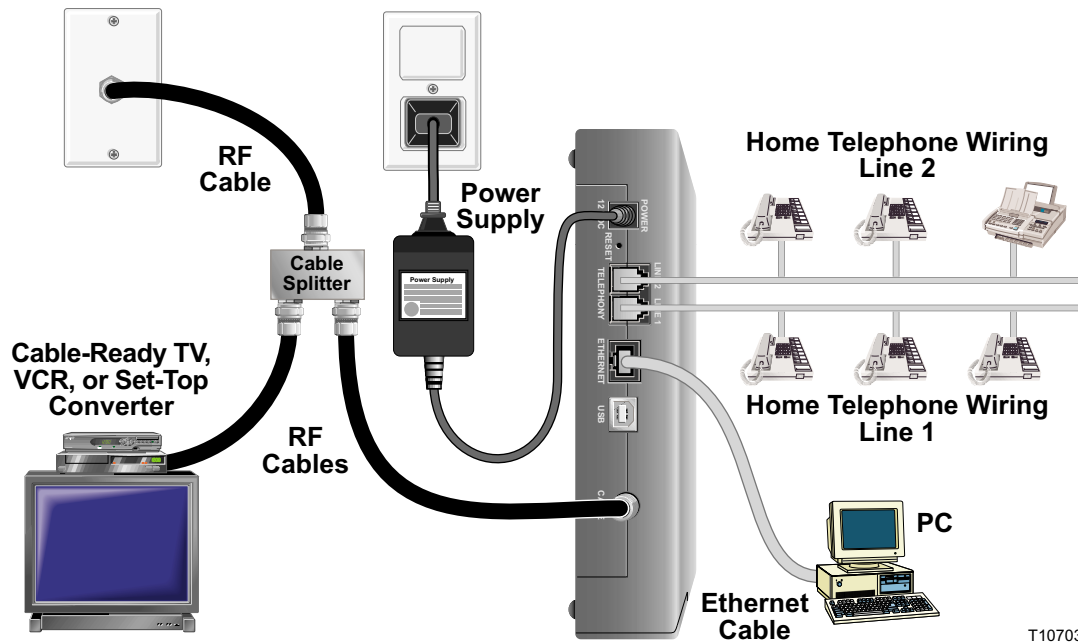 RF
Cable
Power
Supply
Cable
Splitter
Power Supply
Cable-Ready TV,
VCR, or Set-Top
Converter
RF
Cables
POWER
RESET
LINE 2
TELEPHONY
LINE 1
ETHERNET
USB
Home Telephone Wiring
Line 2
Home Telephone Wiring
Line 1
PC
Ethernet
Cable
T10703